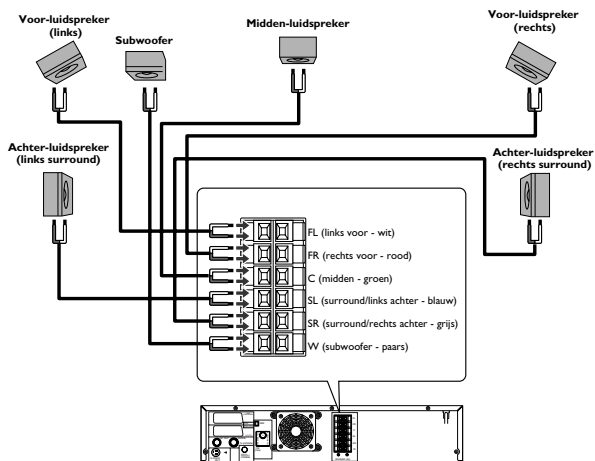 Voor-luidspreker
(links)
Subwoofer
Midden-luidspreker
Voor-luidspreker
(rechts)
Achter-luidspreker
(links surround)
Achter-luidspreker
(rechts surround)
FL (links voor - wit)
FR (rechts voor - rood)
C (midden - groen)
SL (surround/links achter - blauw)
SR (surround/rechts achter - grijs)
W (subwoofer - paars)